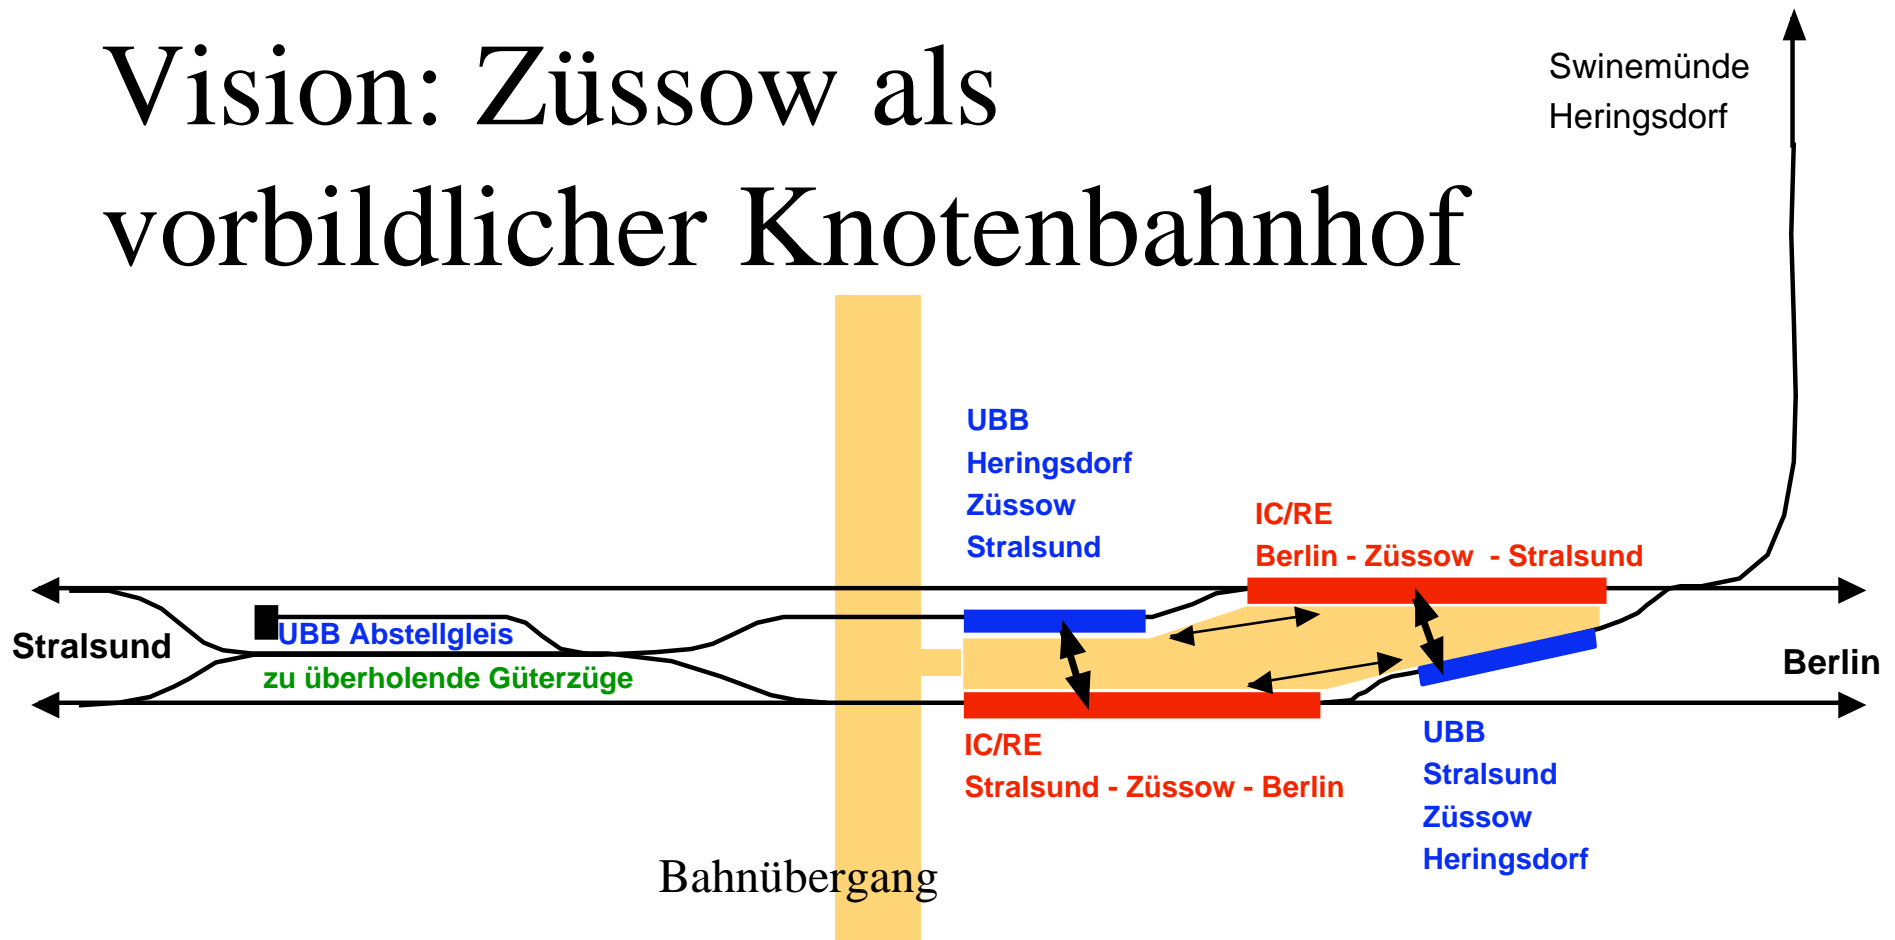 Vision: Züssow als
vorbildlicher Knotenbahnhof
Swinemünde
Heringsdorf
UBB
Heringsdorf
Züssow
Stralsund
IC/RE
Berlin - Züssow - Stralsund
Stralsund
UBB Abstellgleis
zu überholende Güterzüge
Berlin
IC/RE
Stralsund - Züssow - Berlin
UBB
Stralsund
Züssow
Heringsdorf
Bahnübergang